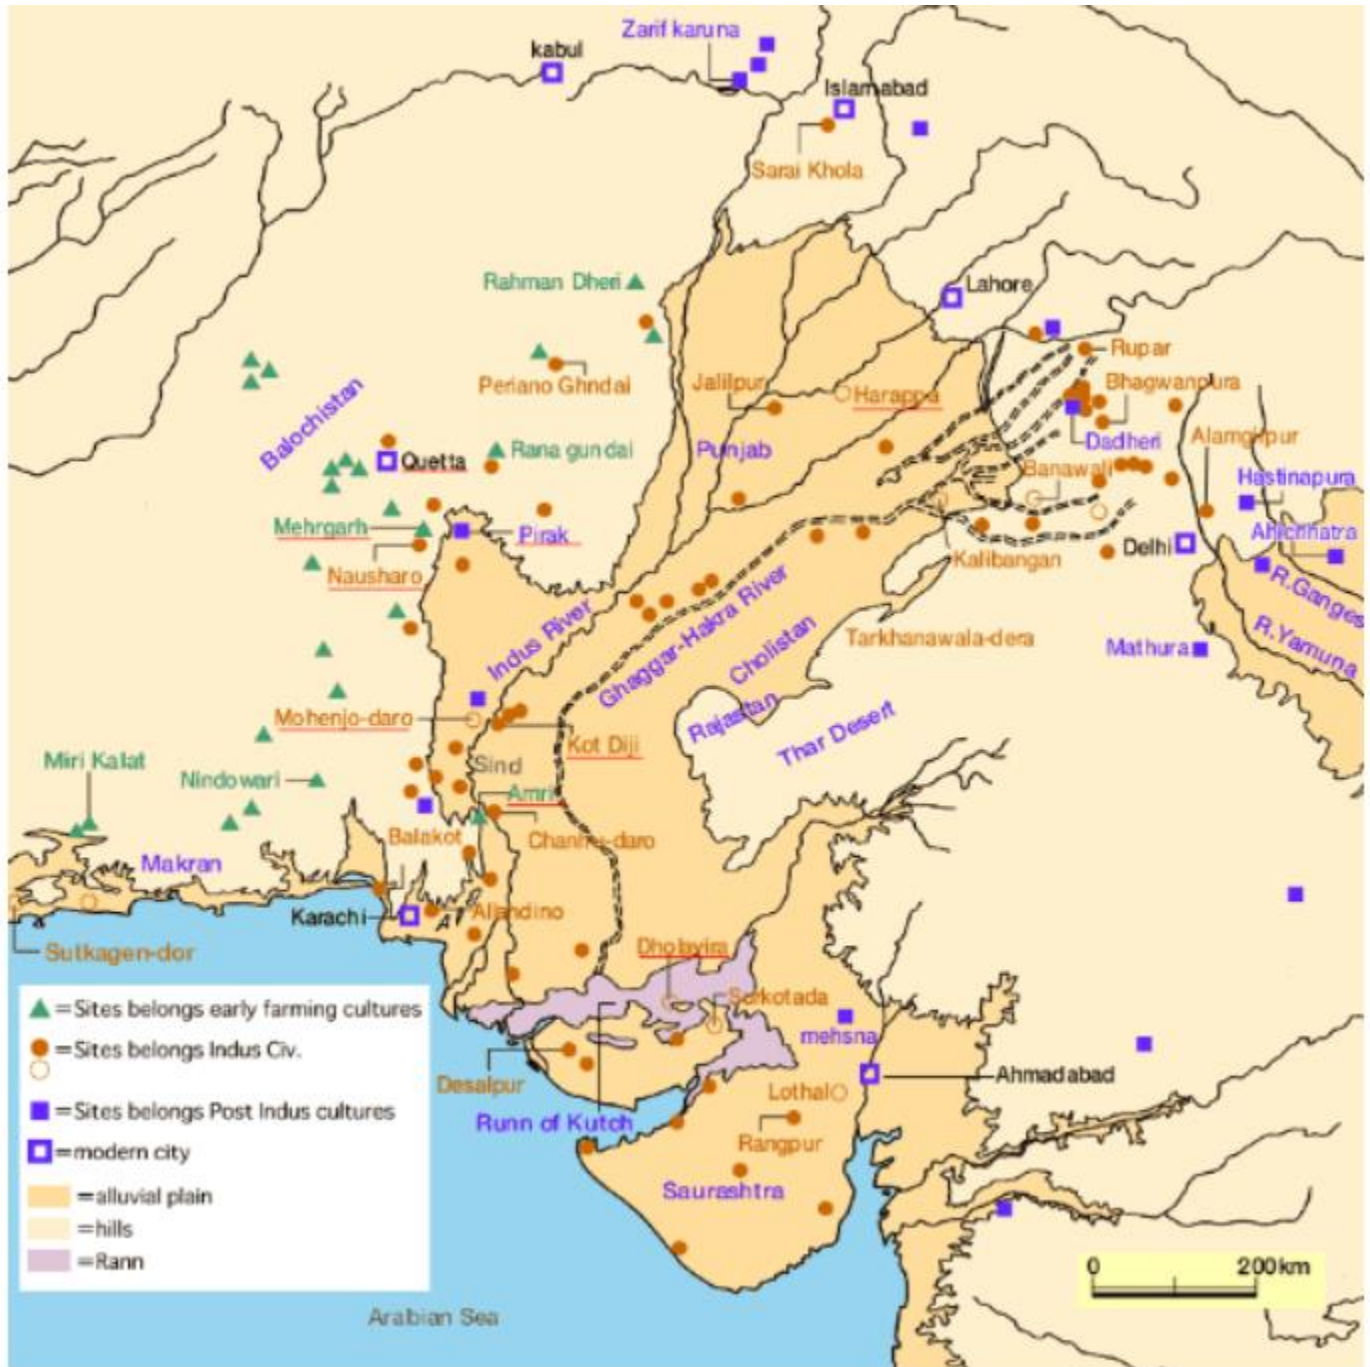 Zarif karuna
kabul
Islamabad
Sarai Khola
Rahman Dheri
Lahore
Rupar
Periano Ghndai
Jalilpur
Harappa
Bhagwanpura
Balochistan
Quetta
Rana gundai
Punjab
Dadheri
Alamgirpur
Banawali
Hastinapura
Mehrgarh
Pirak
Ahichhatra
Delhi
Kalibangan
Nausharo
R.Ganges
Indus River
Ghaggar-Hakra River
Cholistan
Tarkhanawala-dera
R.Yamuna
Mathura
Mohenjo-daro
Rajastan
Thar Desert
Kot Diji
Miri Kalat
Nindowari
Sind
Amri
Balakot
Chanhu-daro
Makran
Karachi
Allahdino
Sutkagen-dor
Dholavira
Surkotada
mehsna
=Sites belongs early farming cultures
=Sites belongs Indus Civ.
=Sites belongs Post Indus cultures
=modern city
=alluvial plain
=hills
=Rann
Desalpur
Runn of Kutch
Lothal
Ahmadabad
Rangpur
Saurashtra
0 200km
Arabian Sea